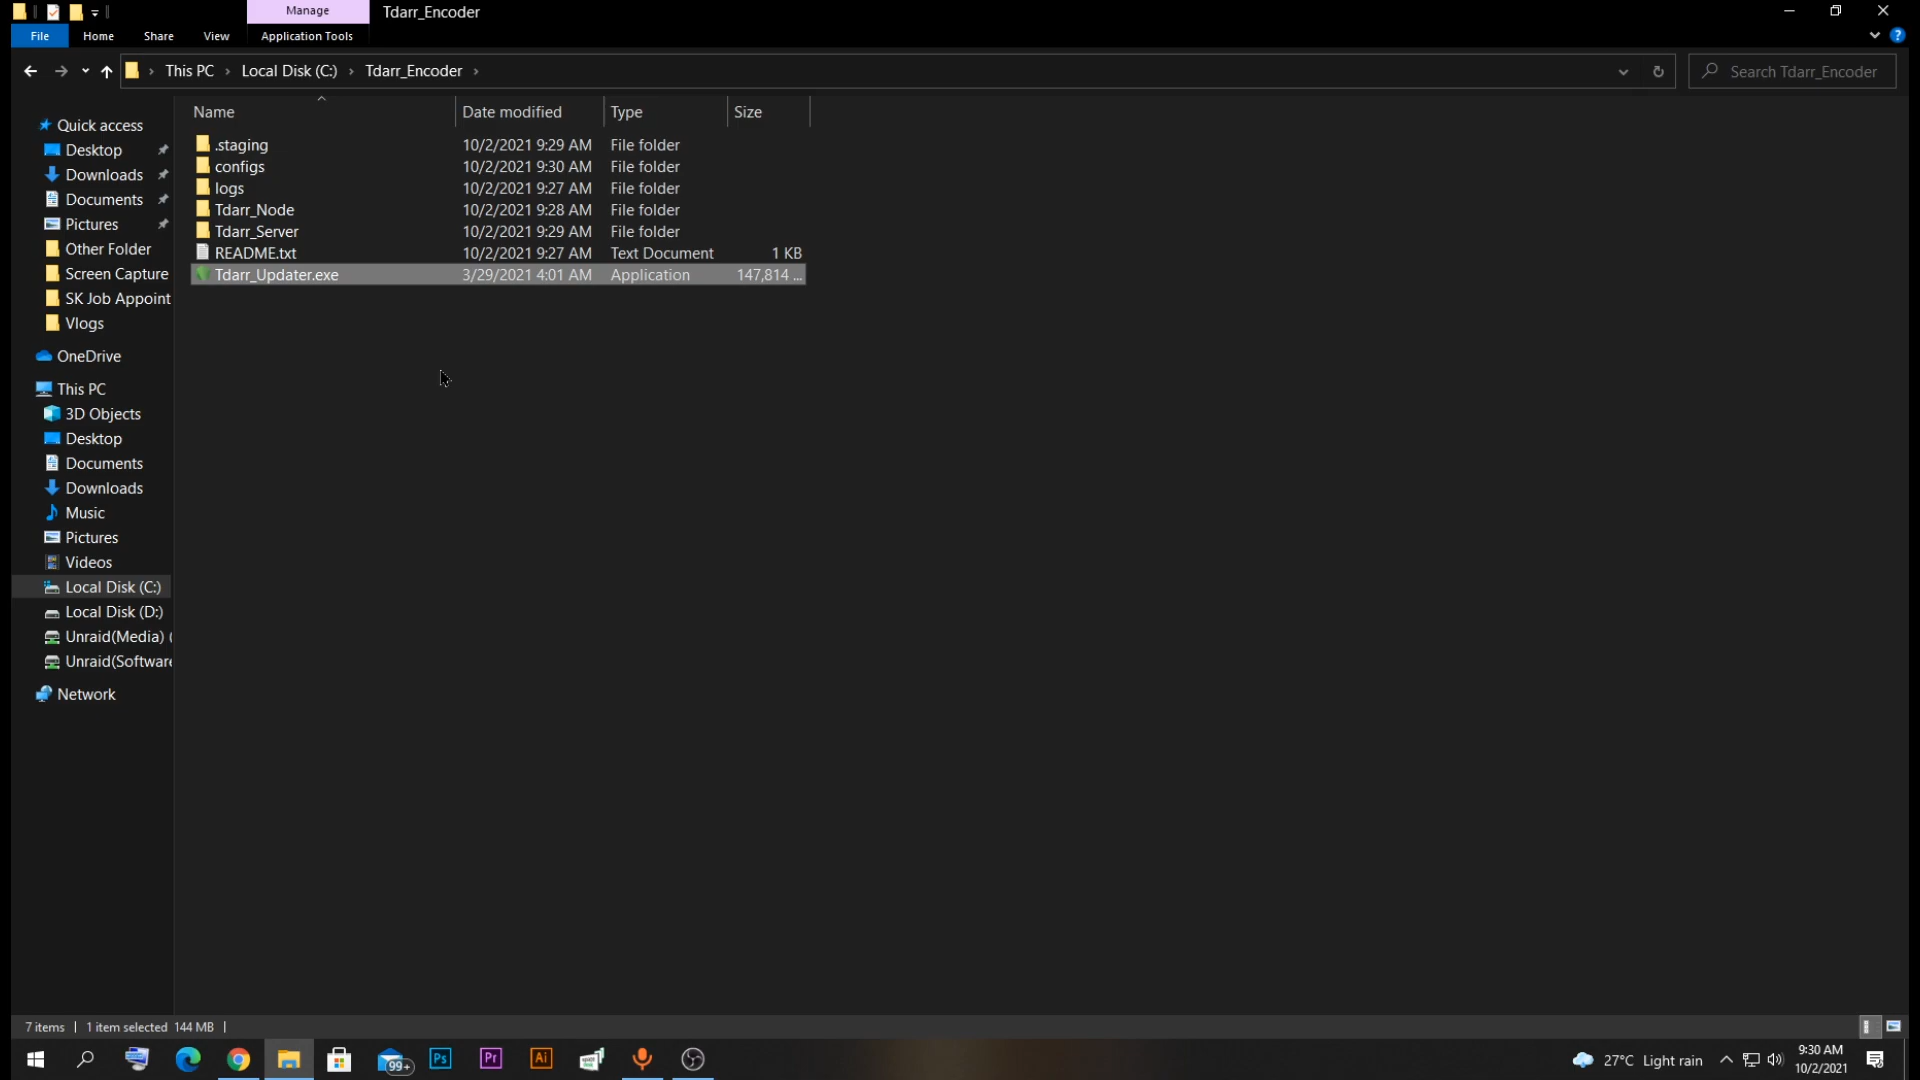 Manage
Tdarr_Encoder
File
Home
Share
View
Application Tools
?
This PC
Local Disk (C:)
Tdarr_Encoder
Search Tdarr_Encoder
Name
Date modified
Type
Size
.staging 10/2/2021 9:29 AM File folder
configs 10/2/2021 9:30 AM File folder
logs 10/2/2021 9:27 AM File folder
Tdarr_Node 10/2/2021 9:28 AM File folder
Tdarr_Server 10/2/2021 9:29 AM File folder
README.txt 10/2/2021 9:27 AM Text Document 1 KB
Tdarr_Updater.exe 3/29/2021 4:01 AM Application 147,814 ...
Quick access
Desktop
Downloads
Documents
Pictures
Other Folder
Screen Capture
SK Job Appoint
Vlogs
OneDrive
This PC
3D Objects
Desktop
Documents
Downloads
Music
Pictures
Videos
Local Disk (C:)
Local Disk (D:)
Unraid(Media) (
Unraid(Software
Network
7 items
1 item selected 144 MB
99+
Ps
Pr
Ai
27°C Light rain
9:30 AM
10/2/2021